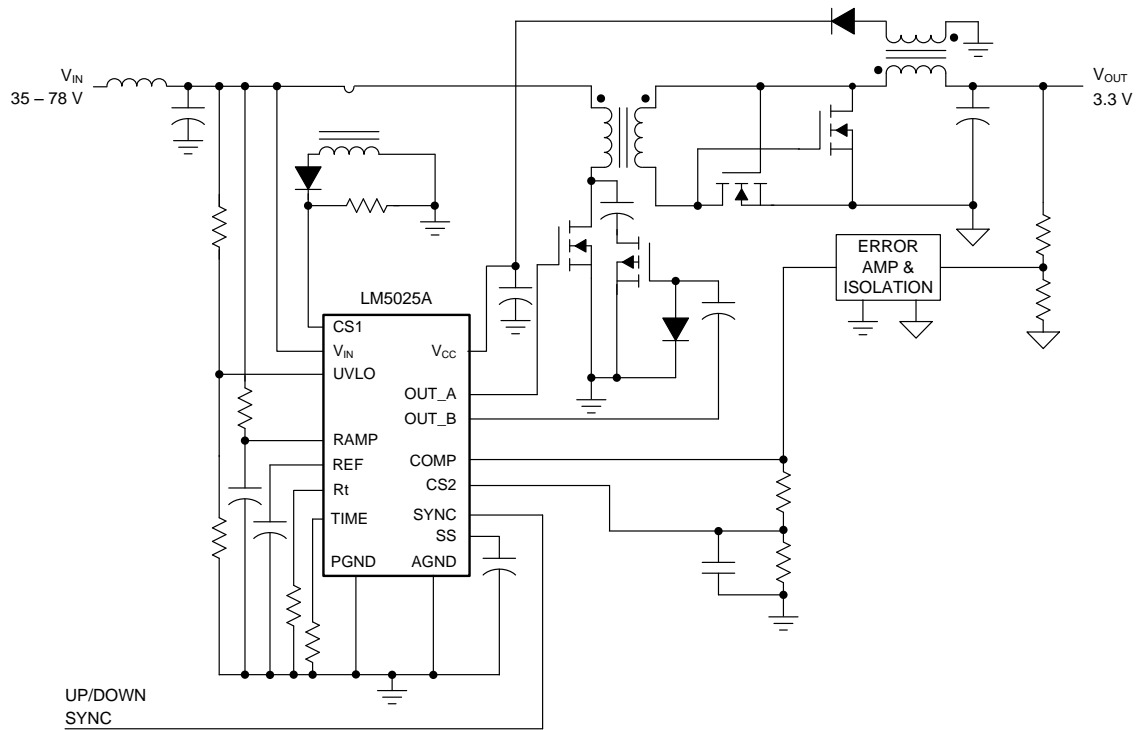 V_IN
35 – 78 V
V_OUT
3.3 V
ERROR
AMP &
ISOLATION
LM5025A
CS1
V_IN
UVLO
RAMP
REF
Rt
TIME
PGND
V_CC
OUT_A
OUT_B
COMP
CS2
SYNC
SS
AGND
UP/DOWN
SYNC